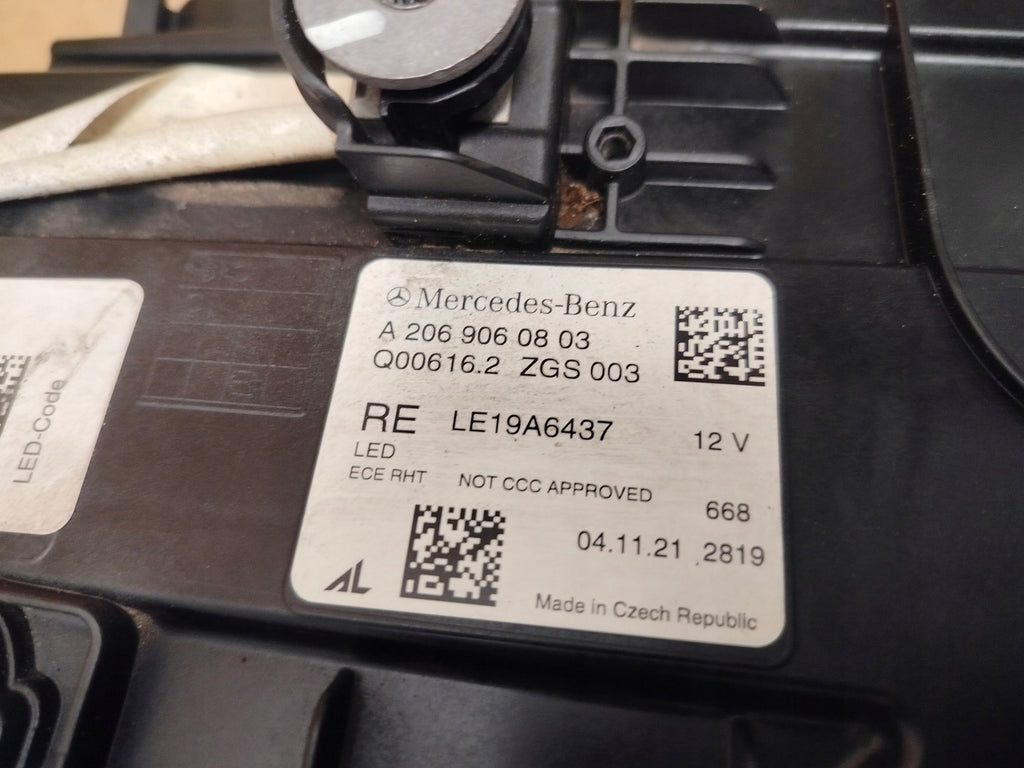 Mercedes-Benz
A 206 906 08 03
Q00616.2 ZGS 003
RE LE19A6437 12 V
LED
ECE RHT NOT CCC APPROVED 668
04.11.21 2819
AL
Made in Czech Republic
LED-Code